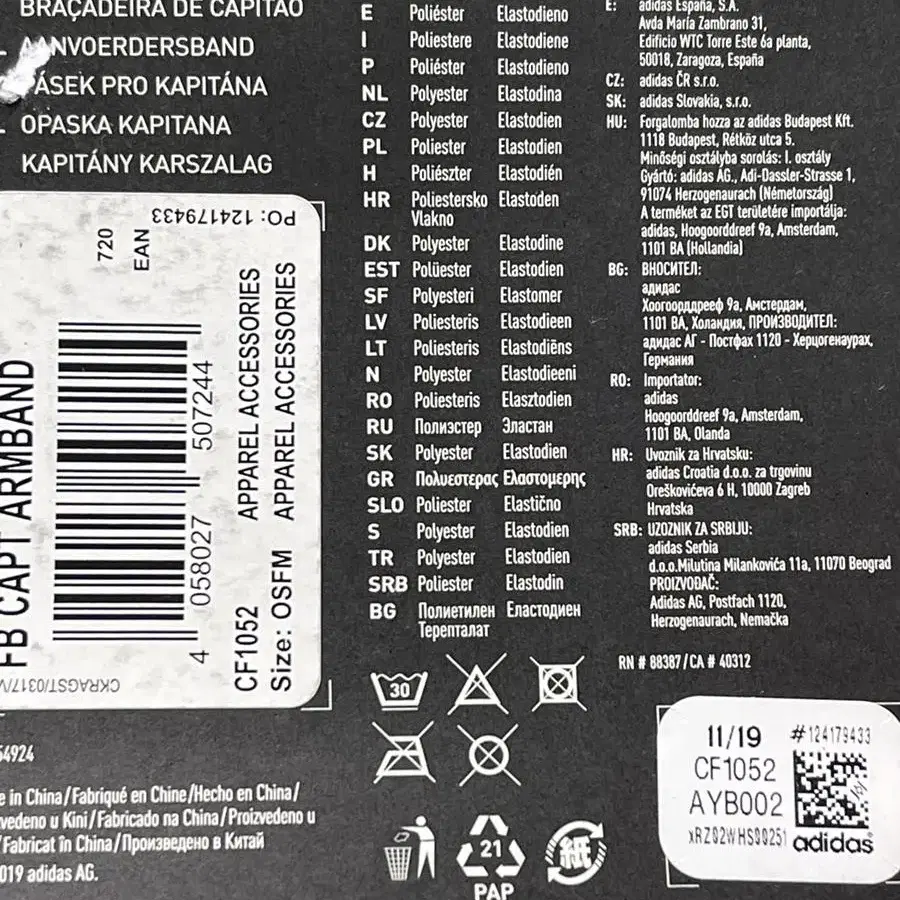 BRAÇADEIRA DE CAPITÃO
AANVOERDERSBAND
PÁSEK PRO KAPITÁNA
OPASKA KAPITANA
KAPITÁNY KARSZALAG
PO: 124179433
720
EAN
FB CAPT ARMBAND
4 058027 507244
CF1052
Size: OSFM
APPAREL ACCESSORIES
APPAREL ACCESSORIES
CKRAGST/0317/V
54924
e in China/Fabriqué en Chine/Hecho en China/
vedeno u Kini/Fabricado na China/Proizvedeno u
/Fabricat în China/Произведено в Китай
019 adidas AG.
E Poliéster Elastodieno
I Poliestere Elastodiene
P Poliéster Elastodieno
NL Polyester Elastodina
CZ Polyester Elastodien
PL Poliester Elastodien
H Poliészter Elastodién
HR Poliestersko Elastoden
Vlakno
DK Polyester Elastodine
EST Polüester Elastodien
SF Polyesteri Elastomer
LV Poliesteris Elastodieen
LT Poliesteris Elastodiëns
N Polyester Elastodieeni
RO Poliesteris Elasztodien
RU Полиэстер Эластан
SK Polyester Elastodien
GR Πολυεστερας Ελαστομερης
SLO Poliester Elastično
S Polyester Elastodien
TR Polyester Elastodien
SRB Poliester Elastodin
BG Полиетилен Еластодиен
Терепталат
30
21
PAP
紙
E: adidas España, S.A.
Avda María Zambrano 31,
Edificio WTC Torre Este 6a planta,
50018, Zaragoza, España
CZ: adidas ČR s.r.o.
SK: adidas Slovakia, s.r.o.
HU: Forgalomba hozza az adidas Budapest Kft.
1118 Budapest, Rétköz utca 5.
Minőségi osztályba sorolás: I. osztály
Gyártó: adidas AG., Adi-Dassler-Strasse 1,
91074 Herzogenaurach (Németország)
A terméket az EGT területére importálja:
adidas, Hoogoorddreef 9a, Amsterdam,
1101 BA (Hollandia)
BG: ВНОСИТЕЛ:
адидас
Хоогоорддрееф 9а, Амстердам,
1101 ВА, Холандия, ПРОИЗВОДИТЕЛ:
адидас АГ - Постфах 1120 - Херцогенаурах,
Германия
RO: Importator:
adidas
Hoogoorddreef 9a, Amsterdam,
1101 BA, Olanda
HR: Uvoznik za Hrvatsku:
adidas Croatia d.o.o. za trgovinu
Oreškovićeva 6 H, 10000 Zagreb
Hrvatska
SRB: UZOZNIK ZA SRBIJU:
adidas Serbia
d.o.o.Milutina Milankovića 11a, 11070 Beograd
PROIZVOĐAČ:
Adidas AG, Postfach 1120,
Herzogenaurach, Nemačka
RN # 88387/CA # 40312
11/19 #124179433
CF1052
AYB002
xRZ02WHS00251
adidas